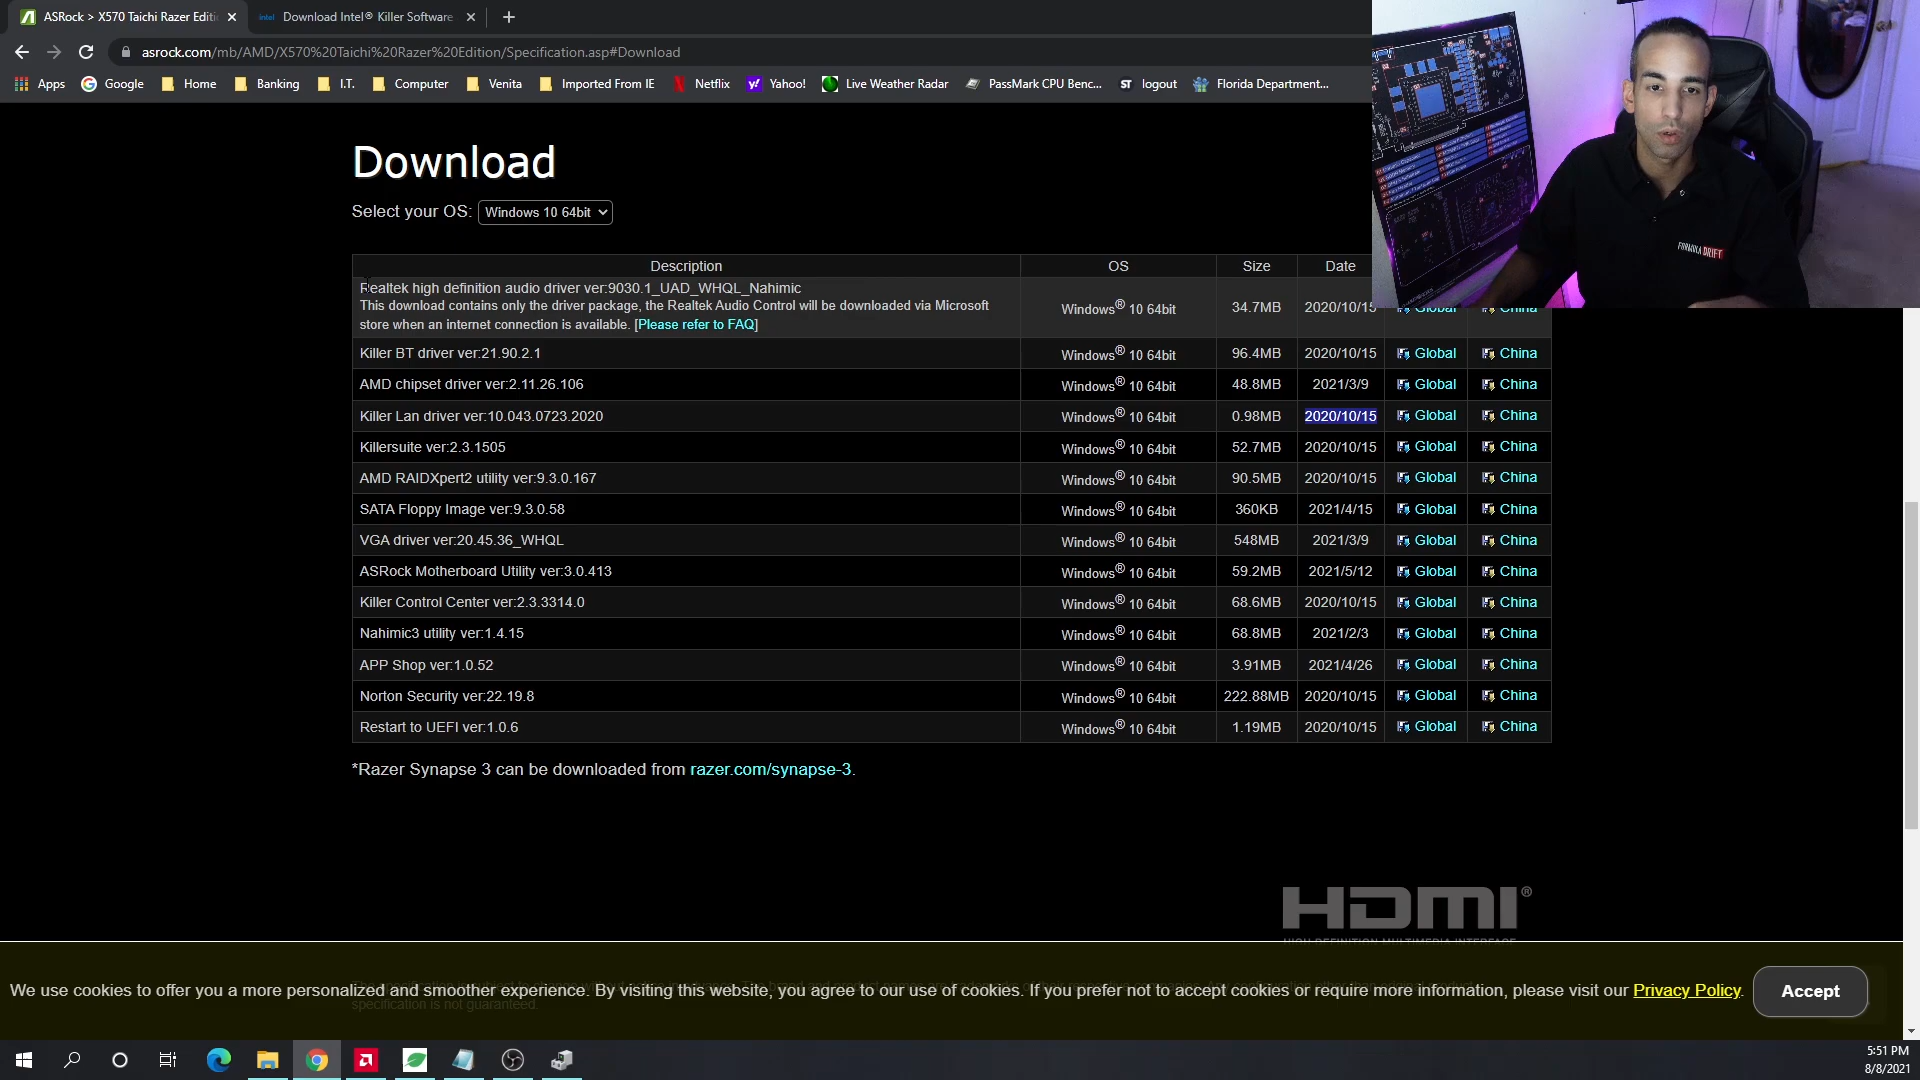 ASRock > X570 Taichi Razer Editi
Download Intel® Killer Software
asrock.com/mb/AMD/X570%20Taichi%20Razer%20Edition/Specification.asp#Download
Apps Google Home Banking I.T. Computer Venita Imported From IE Netflix Yahoo! Live Weather Radar PassMark CPU Benc... ST logout Florida Department...
Download
Select your OS: Windows 10 64bit
Description OS Size Date
Realtek high definition audio driver ver:9030.1_UAD_WHQL_Nahimic
This download contains only the driver package, the Realtek Audio Control will be downloaded via Microsoft
store when an internet connection is available. [Please refer to FAQ]
Windows® 10 64bit 34.7MB 2020/10/15 Global China
Killer BT driver ver:21.90.2.1 Windows® 10 64bit 96.4MB 2020/10/15 Global China
AMD chipset driver ver:2.11.26.106 Windows® 10 64bit 48.8MB 2021/3/9 Global China
Killer Lan driver ver:10.043.0723.2020 Windows® 10 64bit 0.98MB 2020/10/15 Global China
Killersuite ver:2.3.1505 Windows® 10 64bit 52.7MB 2020/10/15 Global China
AMD RAIDXpert2 utility ver:9.3.0.167 Windows® 10 64bit 90.5MB 2020/10/15 Global China
SATA Floppy Image ver:9.3.0.58 Windows® 10 64bit 360KB 2021/4/15 Global China
VGA driver ver:20.45.36_WHQL Windows® 10 64bit 548MB 2021/3/9 Global China
ASRock Motherboard Utility ver:3.0.413 Windows® 10 64bit 59.2MB 2021/5/12 Global China
Killer Control Center ver:2.3.3314.0 Windows® 10 64bit 68.6MB 2020/10/15 Global China
Nahimic3 utility ver:1.4.15 Windows® 10 64bit 68.8MB 2021/2/3 Global China
APP Shop ver:1.0.52 Windows® 10 64bit 3.91MB 2021/4/26 Global China
Norton Security ver:22.19.8 Windows® 10 64bit 222.88MB 2020/10/15 Global China
Restart to UEFI ver:1.0.6 Windows® 10 64bit 1.19MB 2020/10/15 Global China
*Razer Synapse 3 can be downloaded from razer.com/synapse-3.
HDMI®
HIGH-DEFINITION MULTIMEDIA INTERFACE
We use cookies to offer you a more personalized and smoother experience. By visiting this website, you agree to our use of cookies. If you prefer not to accept cookies or require more information, please visit our Privacy Policy. Accept
specification is not guaranteed.
FORMULA DRIFT
5:51 PM
8/8/2021